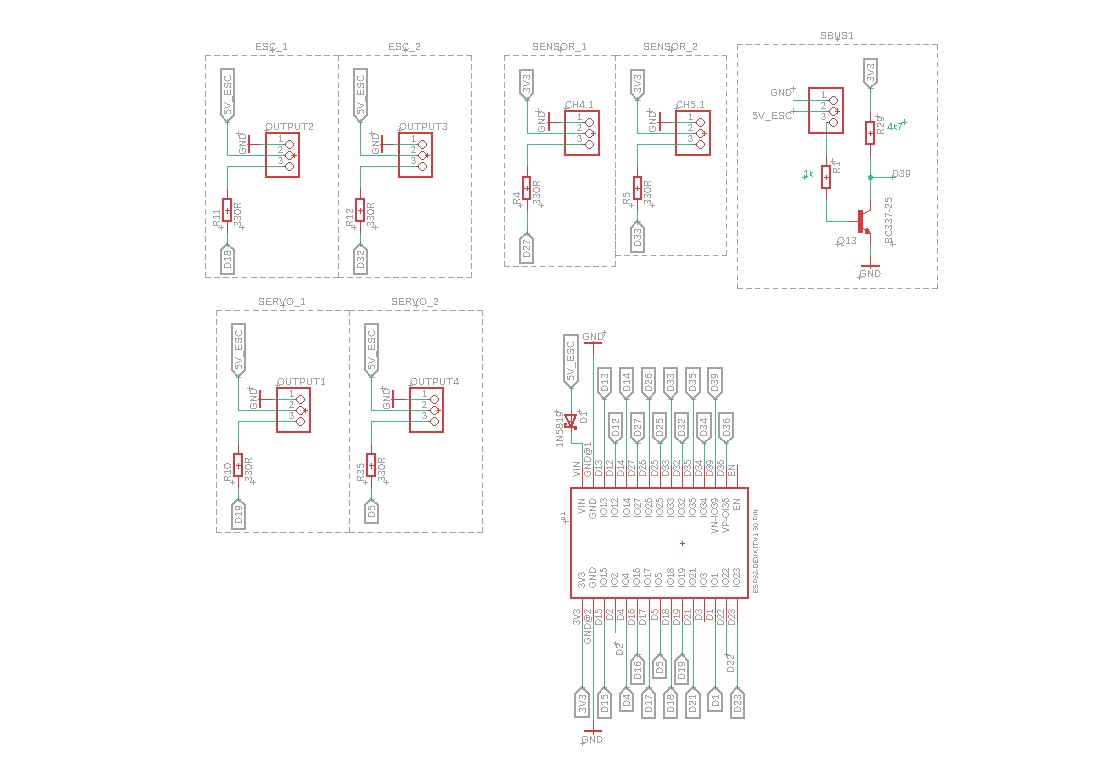 ESC_1
5V_ESC
GND
OUTPUT2
1
2
3
R11
330R
D18
ESC_2
5V_ESC
GND
OUTPUT3
1
2
3
R12
330R
D32
SENSOR_1
3V3
GND
CH4.1
1
2
3
R4
330R
D27
SENSOR_2
3V3
GND
CH5.1
1
2
3
R5
330R
D33
SBUS1
GND
5V_ESC
1
2
3
3V3
R29
4k7
1k
R1
D39
Q13
BC337-25
GND
SERVO_1
5V_ESC
GND
OUTPUT1
1
2
3
R10
330R
D19
SERVO_2
5V_ESC
GND
OUTPUT4
1
2
3
R35
330R
D5
5V_ESC
GND
D13
D14
D26
D33
D35
D39
1N5819
D1
D12
D27
D25
D32
D34
D36
VIN
GND@1
D13
D12
D14
D27
D26
D25
D33
D32
D35
D34
D39
D36
EN
VIN
GND
IO13
IO12
IO14
IO27
IO26
IO25
IO33
IO32
IO35
IO34
VN-IO39
VP-OI36
EN
3V3
GND
IO15
IO2
IO4
IO16
IO17
IO5
IO18
IO19
IO21
IO3
IO1
IO22
IO23
3V3
GND@2
D15
D2
D4
D16
D17
D5
D18
D19
D21
D3
D1
D22
D23
D2
D16
D5
D19
D22
3V3
D15
D4
D17
D18
D21
D1
D23
GND